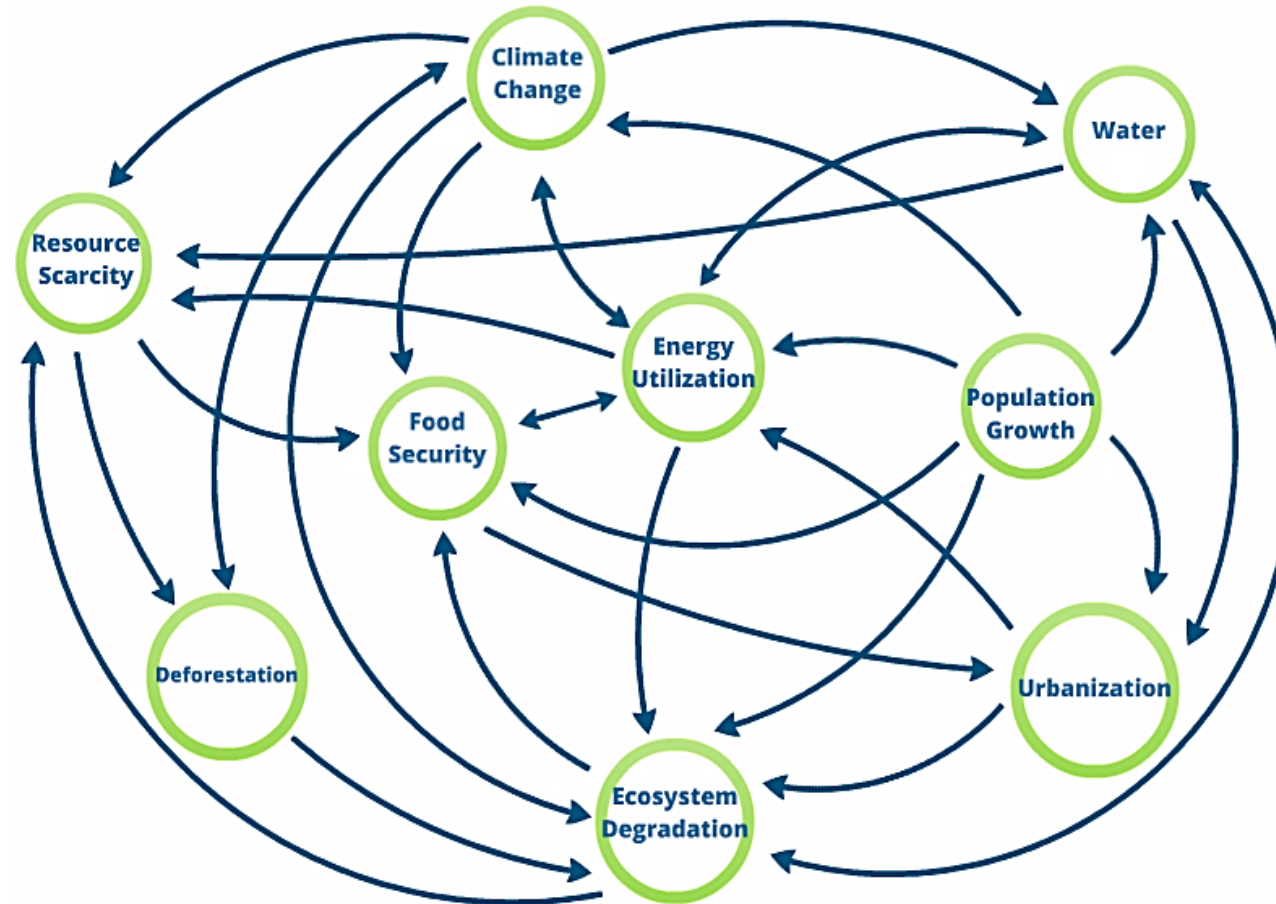 Climate
Change
Water
Resource
Scarcity
Energy
Utilization
Population
Growth
Food
Security
Deforestation
Urbanization
Ecosystem
Degradation